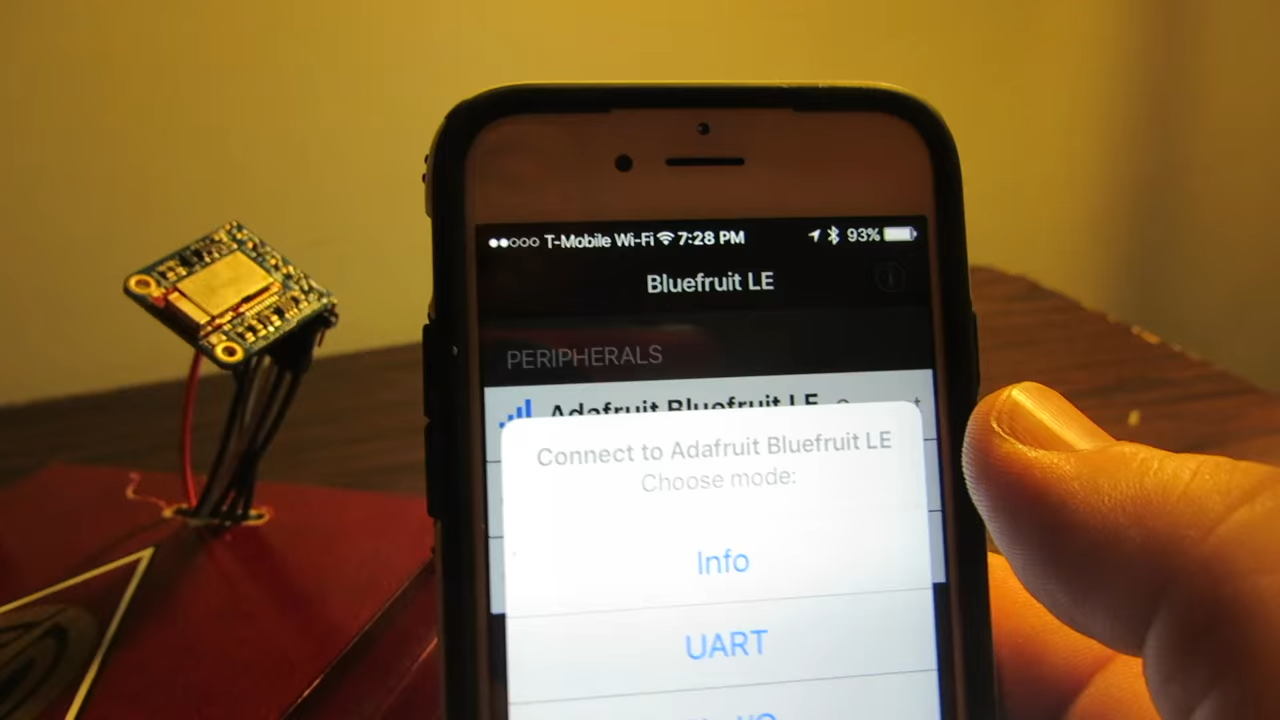 T-Mobile Wi-Fi 7:28 PM 93%
Bluefruit LE
PERIPHERALS
Adafruit Bluefruit LE
Connect to Adafruit Bluefruit LE
Choose mode:
Info
UART